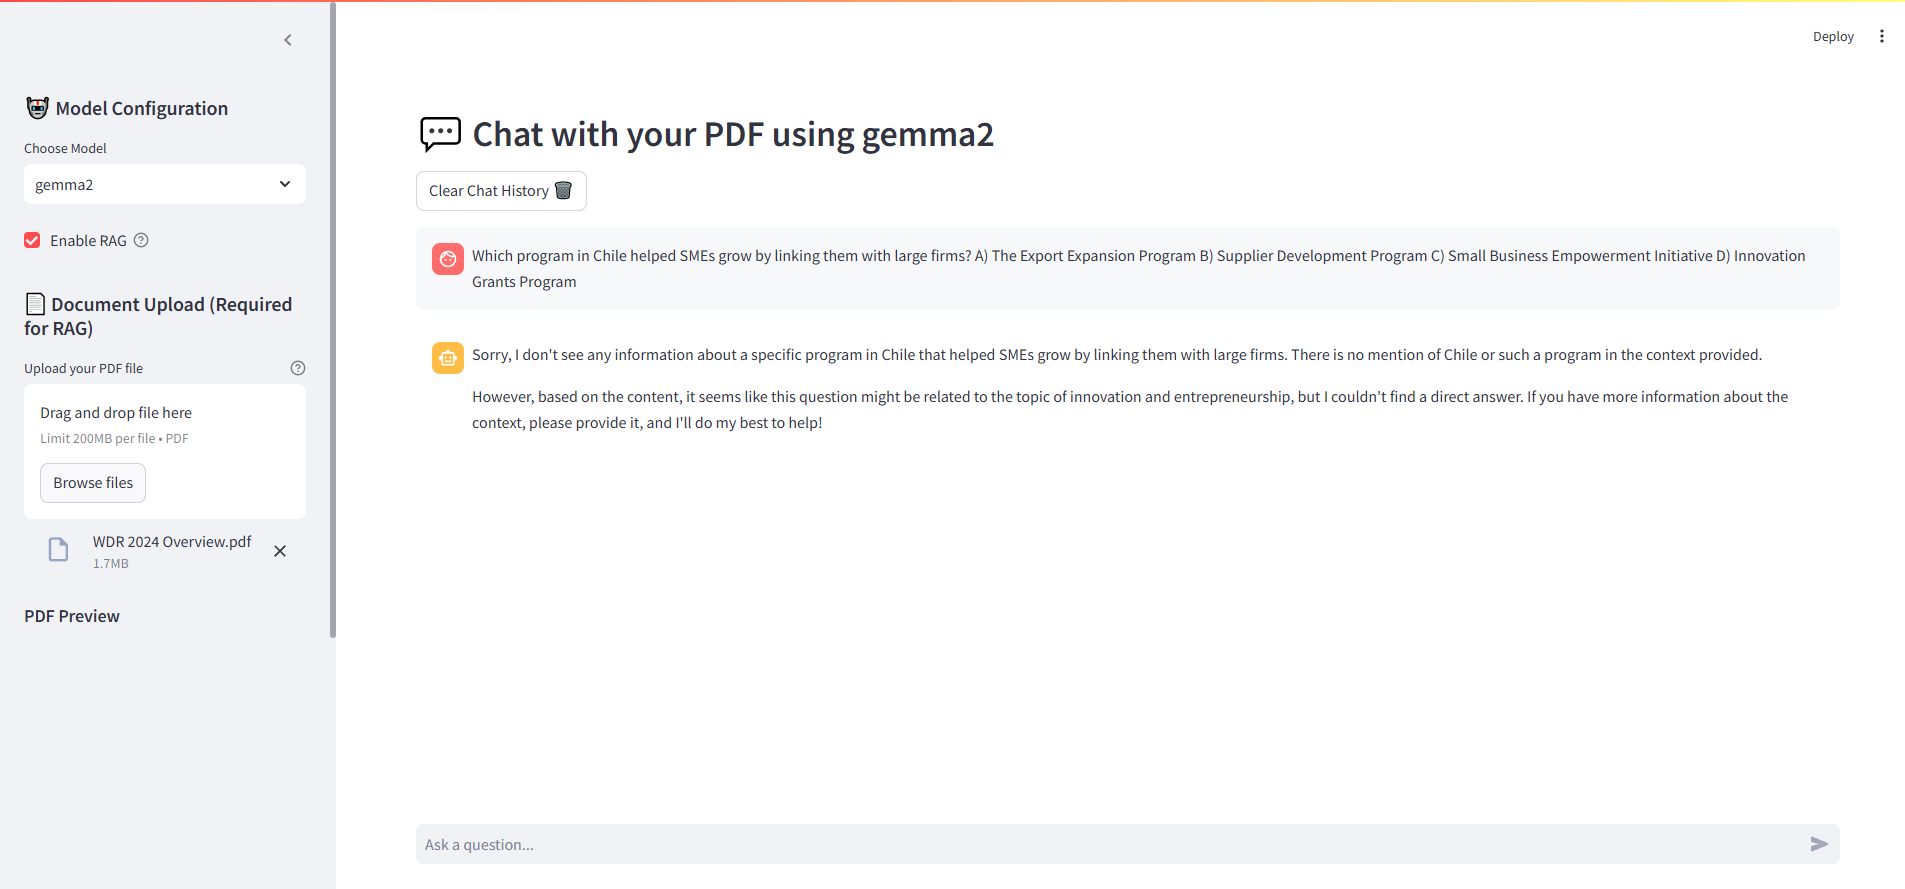 Deploy
Model Configuration
Choose Model
gemma2
Enable RAG
Document Upload (Required
for RAG)
Upload your PDF file
Drag and drop file here
Limit 200MB per file • PDF
Browse files
WDR 2024 Overview.pdf
1.7MB
PDF Preview
Chat with your PDF using gemma2
Clear Chat History
Which program in Chile helped SMEs grow by linking them with large firms? A) The Export Expansion Program B) Supplier Development Program C) Small Business Empowerment Initiative D) Innovation
Grants Program
Sorry, I don't see any information about a specific program in Chile that helped SMEs grow by linking them with large firms. There is no mention of Chile or such a program in the context provided.
However, based on the content, it seems like this question might be related to the topic of innovation and entrepreneurship, but I couldn't find a direct answer. If you have more information about the
context, please provide it, and I'll do my best to help!
Ask a question...